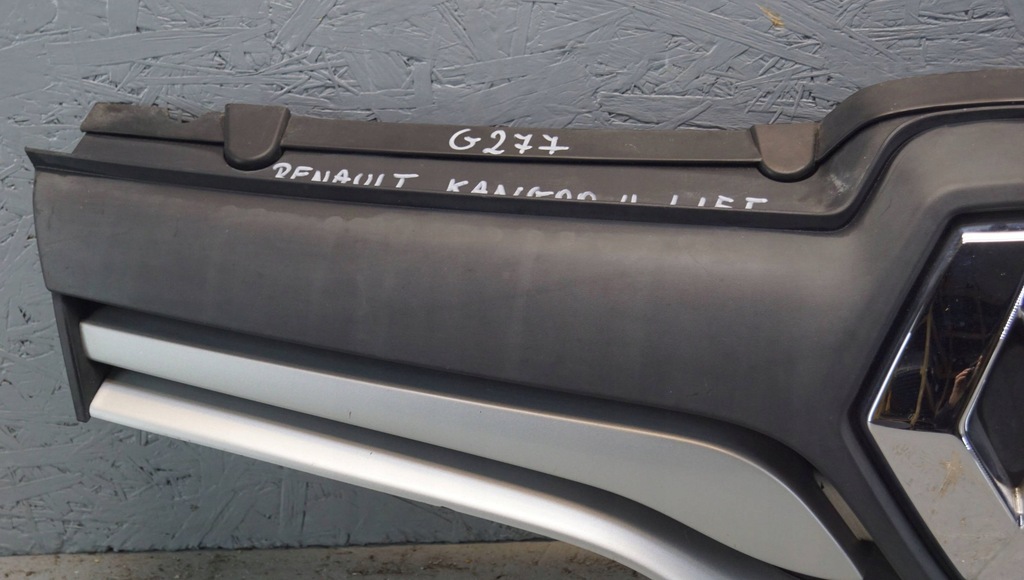 G277
RENAULT KANGOO II LIFT